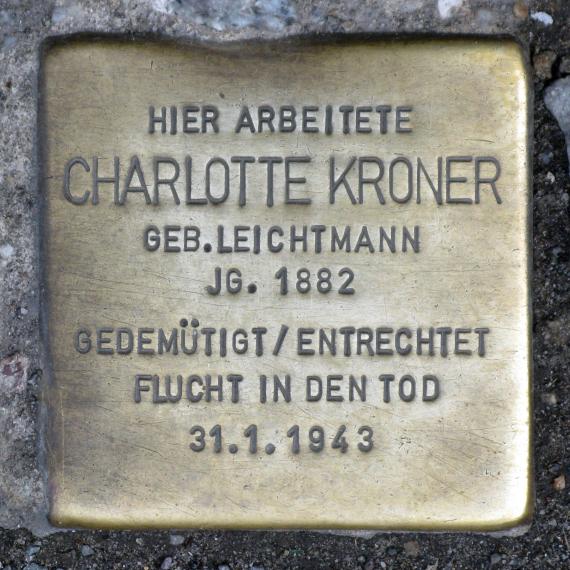 HIER ARBEITETE
CHARLOTTE KRONER
GEB. LEICHTMANN
JG. 1882
GEDEMÜTIGT / ENTRECHTET
FLUCHT IN DEN TOD
31.1.1943